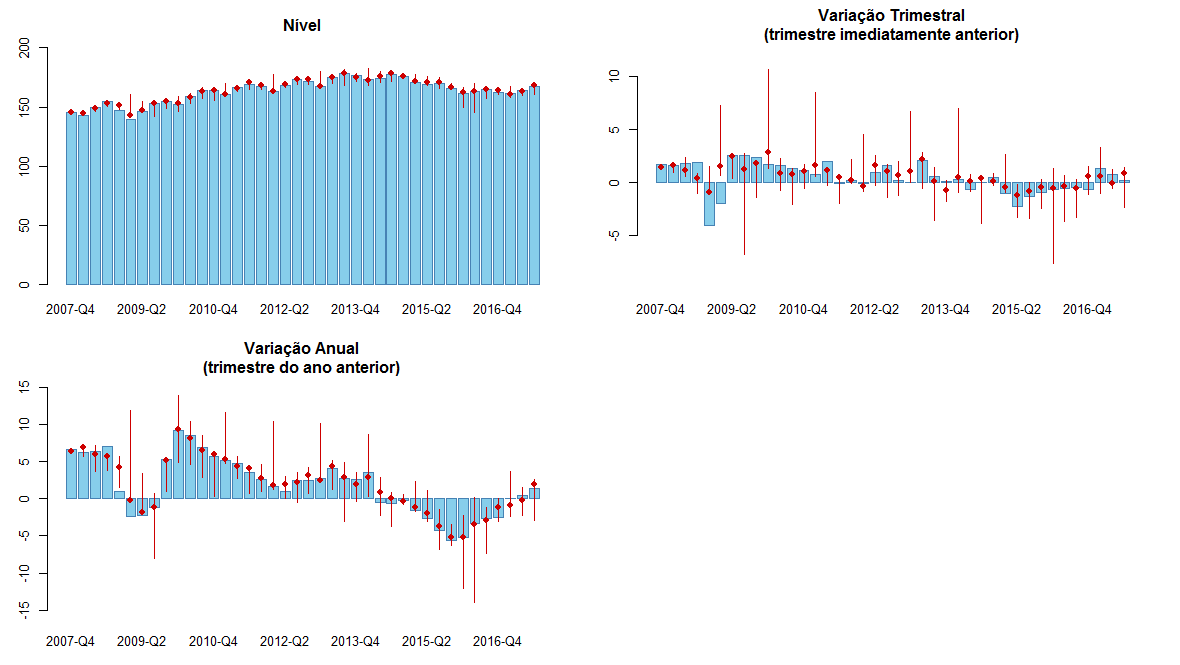 Nível
200
150
100
50
0
2007-Q4 2009-Q2 2010-Q4 2012-Q2 2013-Q4 2015-Q2 2016-Q4
Variação Trimestral
(trimestre imediatamente anterior)
10
5
0
-5
2007-Q4 2009-Q2 2010-Q4 2012-Q2 2013-Q4 2015-Q2 2016-Q4
Variação Anual
(trimestre do ano anterior)
15
10
5
0
-5
-10
-15
2007-Q4 2009-Q2 2010-Q4 2012-Q2 2013-Q4 2015-Q2 2016-Q4